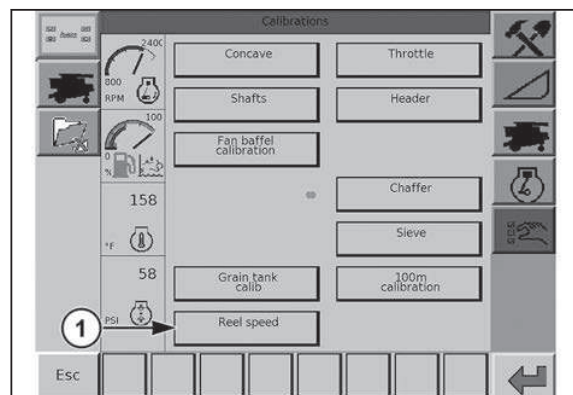 Calibrations
2400
800
RPM
100
0
%
158
°F
58
PSI
Concave
Throttle
Shafts
Header
Fan baffel
calibration
Chaffer
Sieve
Grain tank
calib
100m
calibration
1
Reel speed
Esc